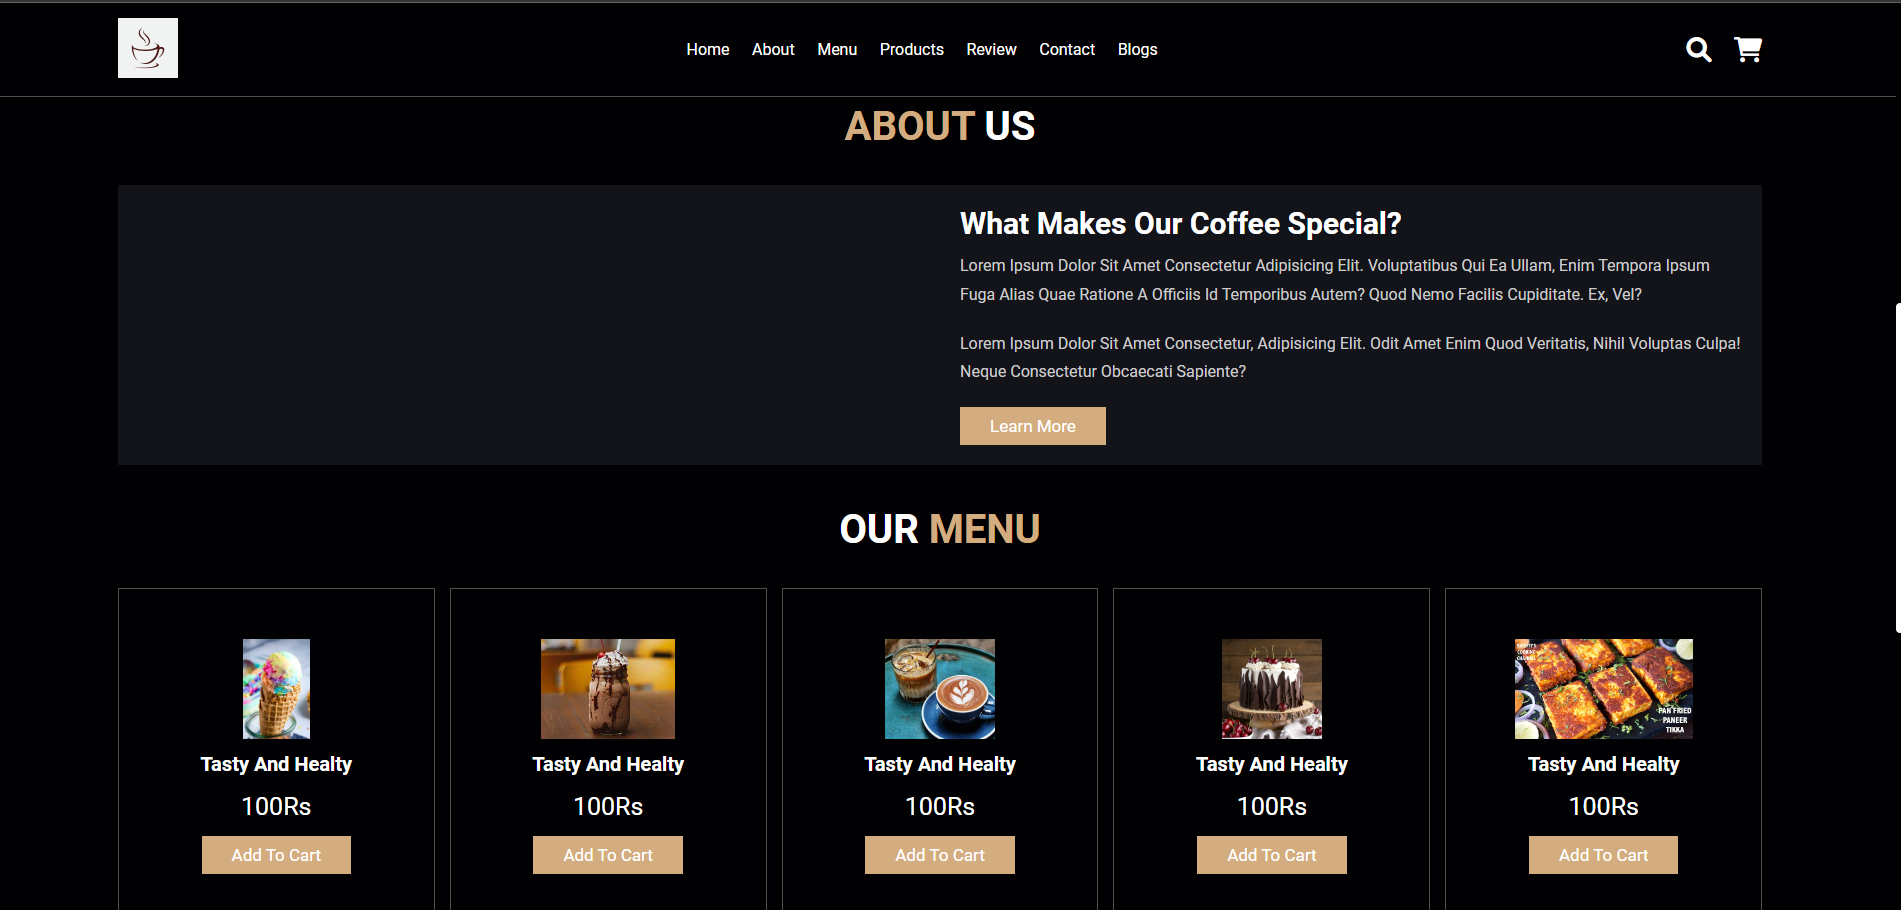 Home About Menu Products Review Contact Blogs
ABOUT US
What Makes Our Coffee Special?
Lorem Ipsum Dolor Sit Amet Consectetur Adipisicing Elit. Voluptatibus Qui Ea Ullam, Enim Tempora Ipsum
Fuga Alias Quae Ratione A Officiis Id Temporibus Autem? Quod Nemo Facilis Cupiditate. Ex, Vel?
Lorem Ipsum Dolor Sit Amet Consectetur, Adipisicing Elit. Odit Amet Enim Quod Veritatis, Nihil Voluptas Culpa!
Neque Consectetur Obcaecati Sapiente?
Learn More
OUR MENU
PAN FRIED
PANEER
TIKKA
Tasty And Healty Tasty And Healty Tasty And Healty Tasty And Healty Tasty And Healty
100Rs 100Rs 100Rs 100Rs 100Rs
Add To Cart Add To Cart Add To Cart Add To Cart Add To Cart